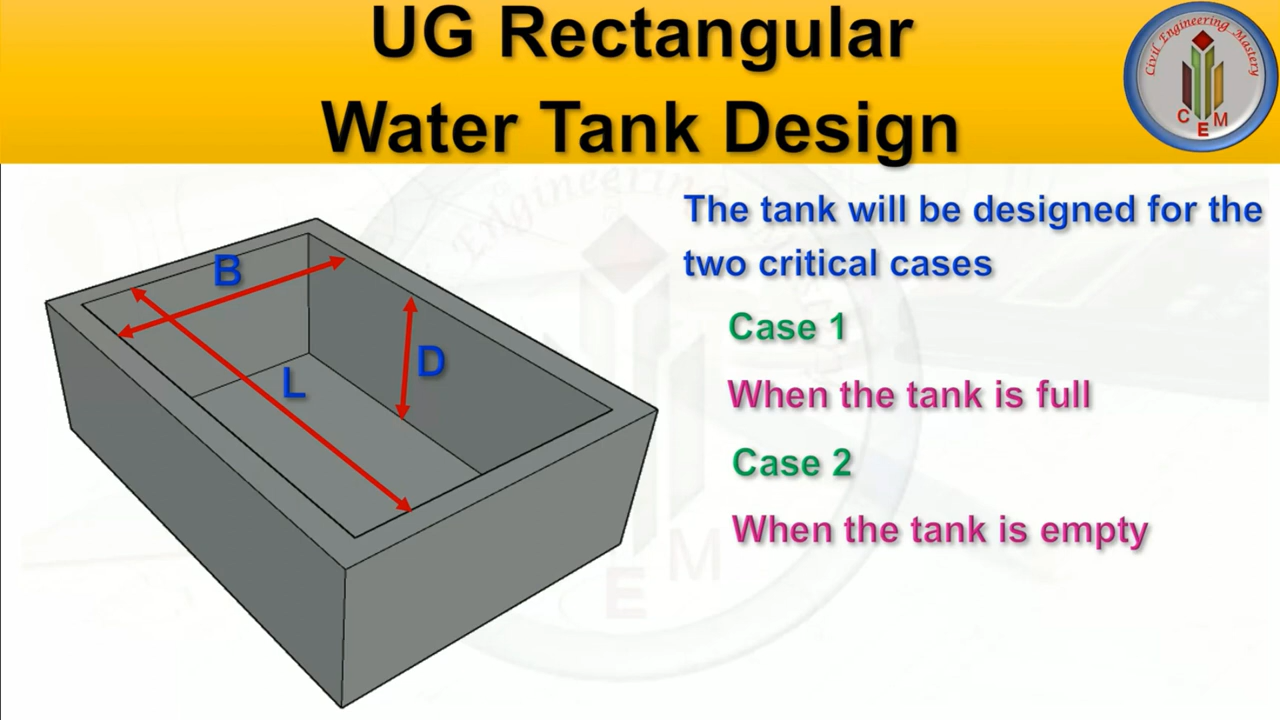 UG Rectangular
Water Tank Design
Civil Engineering Mastery
C E M
The tank will be designed for the
two critical cases
Case 1
When the tank is full
Case 2
When the tank is empty
B
L
D
Engineering
E M